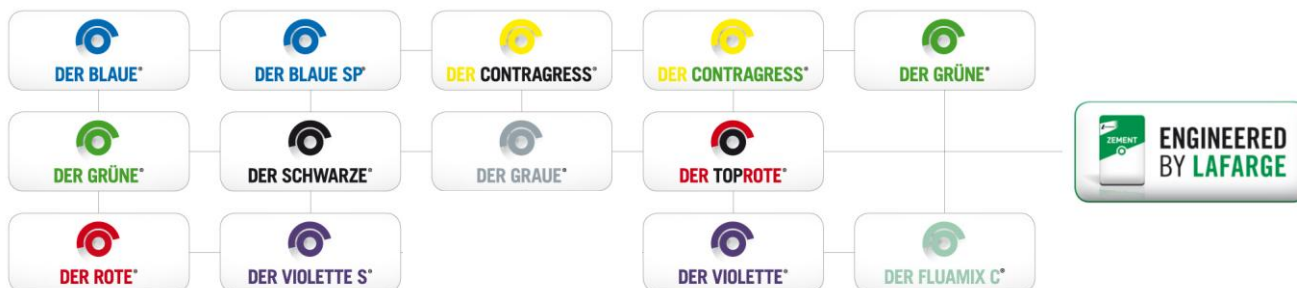 DER BLAUE®
DER BLAUE SP®
DER CONTRAGRESS®
DER CONTRAGRESS®
DER GRÜNE®
DER GRÜNE®
DER SCHWARZE®
DER GRAUE®
DER TOPROTE®
ZEMENT
ENGINEERED
BY LAFARGE
DER ROTE®
DER VIOLETTE S®
DER VIOLETTE®
DER FLUAMIX C®